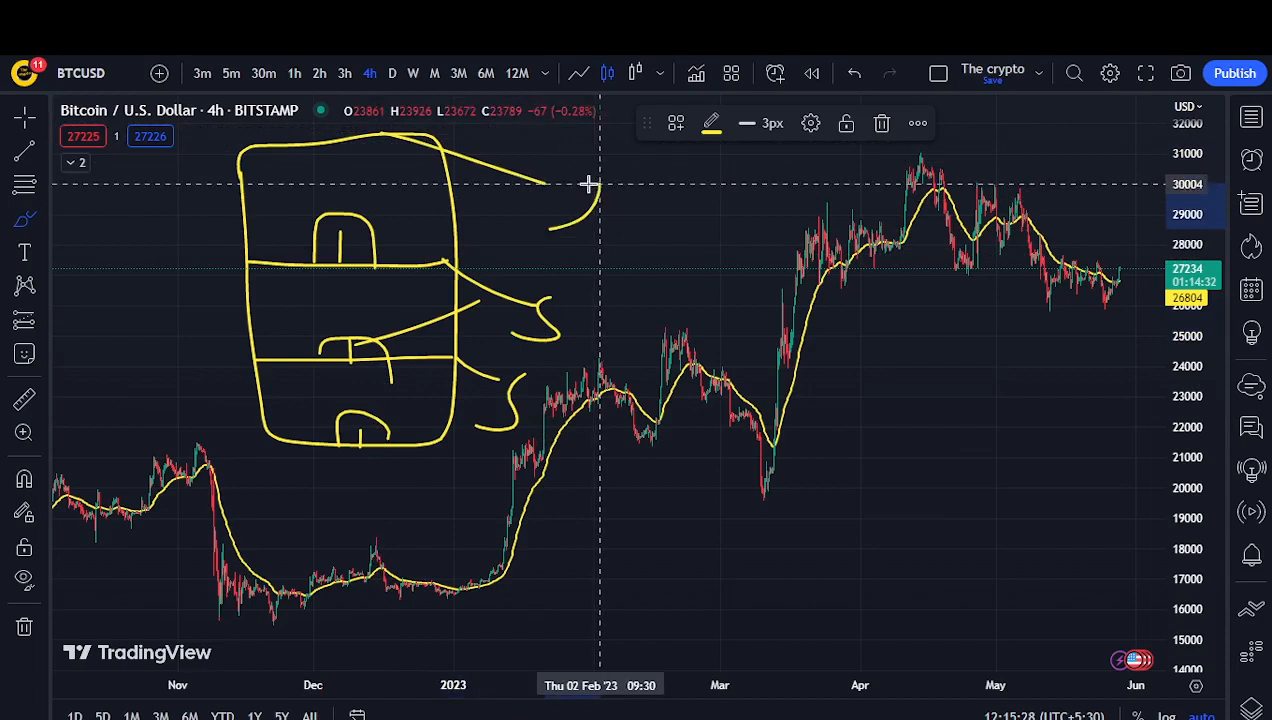 11
BTCUSD
3m 5m 30m 1h 2h 3h 4h D W M 3M 6M 12M
The crypto
Save
Publish
Bitcoin / U.S. Dollar · 4h · BITSTAMP O23861 H23926 L23672 C23789 −67 (−0.28%)
27225 1 27226
2
3px
USD
32000
31000
30004
29000
28000
27234
01:14:32
26804
25000
24000
23000
22000
21000
20000
19000
18000
17000
16000
15000
14000
TradingView
Nov Dec 2023 Thu 02 Feb '23 09:30 Mar Apr May Jun
1D 5D 1M 3M 6M YTD 1Y 5Y All 12:15:28 (UTC+5:30) % log auto